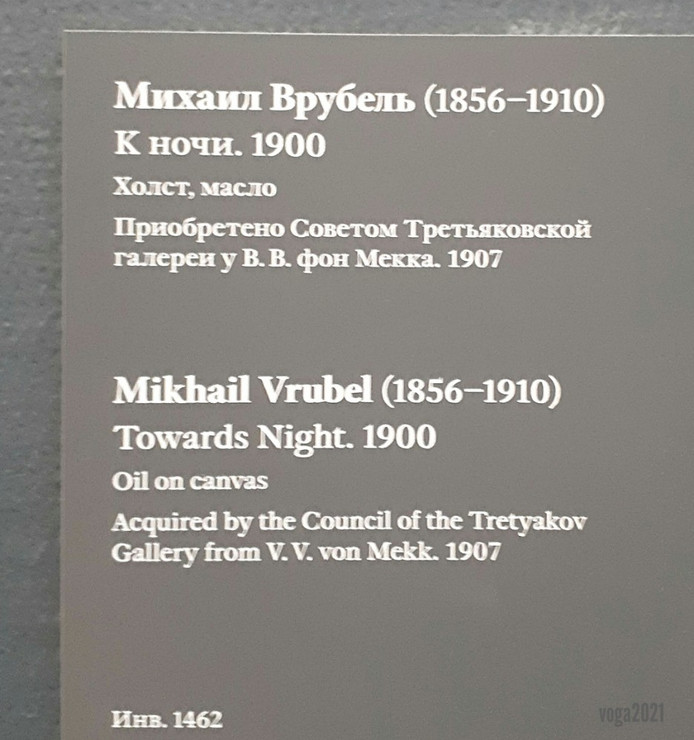 Михаил Врубель (1856–1910)
К ночи. 1900
Холст, масло
Приобретено Советом Третьяковской
галереи у В. В. фон Мекка. 1907
Mikhail Vrubel (1856–1910)
Towards Night. 1900
Oil on canvas
Acquired by the Council of the Tretyakov
Gallery from V. V. von Mekk. 1907
Инв. 1462
voga2021